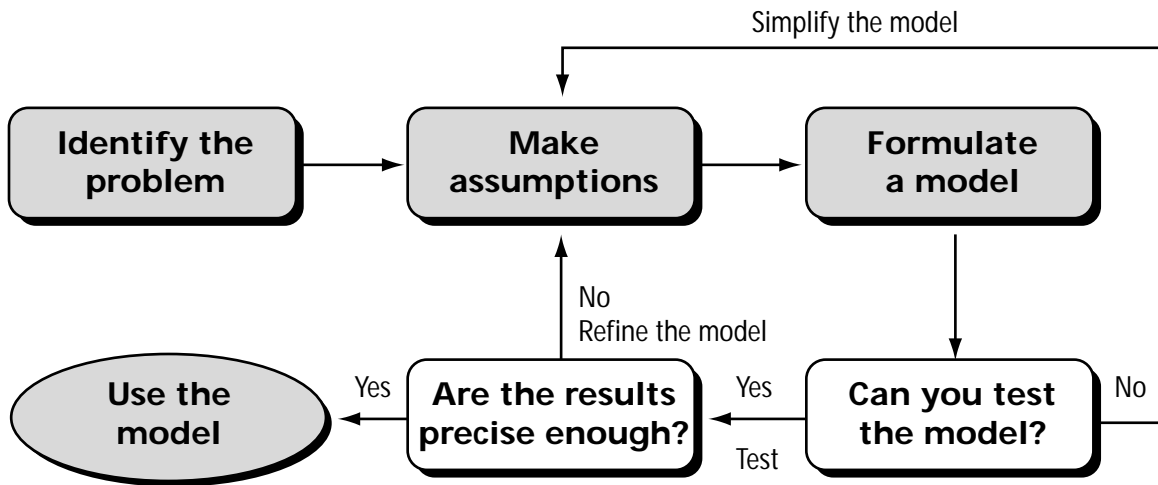 Simplify the model
Identify the
problem
Make
assumptions
Formulate
a model
No
Refine the model
Use the
model
Yes
Are the results
precise enough?
Yes
Test
Can you test
the model?
No